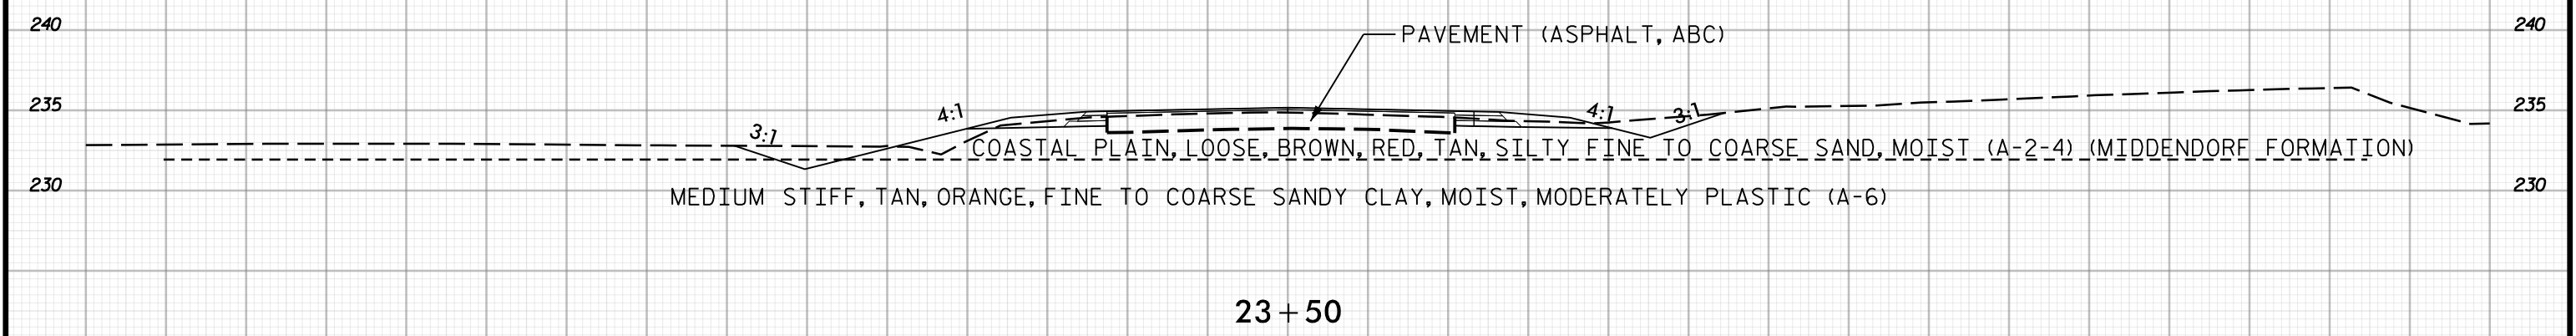 240 240
PAVEMENT (ASPHALT, ABC)
235 235
4:1 4:1 3:1
3:1
COASTAL PLAIN, LOOSE, BROWN, RED, TAN, SILTY FINE TO COARSE SAND, MOIST (A-2-4) (MIDDENDORF FORMATION)
230 230
MEDIUM STIFF, TAN, ORANGE, FINE TO COARSE SANDY CLAY, MOIST, MODERATELY PLASTIC (A-6)
23+50